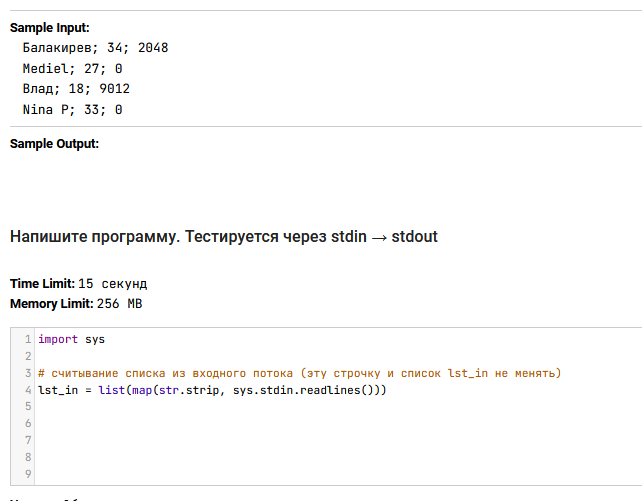 Sample Input:
Балакирев; 34; 2048
Mediel; 27; 0
Влад; 18; 9012
Nina P; 33; 0
Sample Output:
Напишите программу. Тестируется через stdin → stdout
Time Limit: 15 секунд
Memory Limit: 256 MB
1 import sys
2
3 # считывание списка из входного потока (эту строчку и список lst_in не менять)
4 lst_in = list(map(str.strip, sys.stdin.readlines()))
5
6
7
8
9